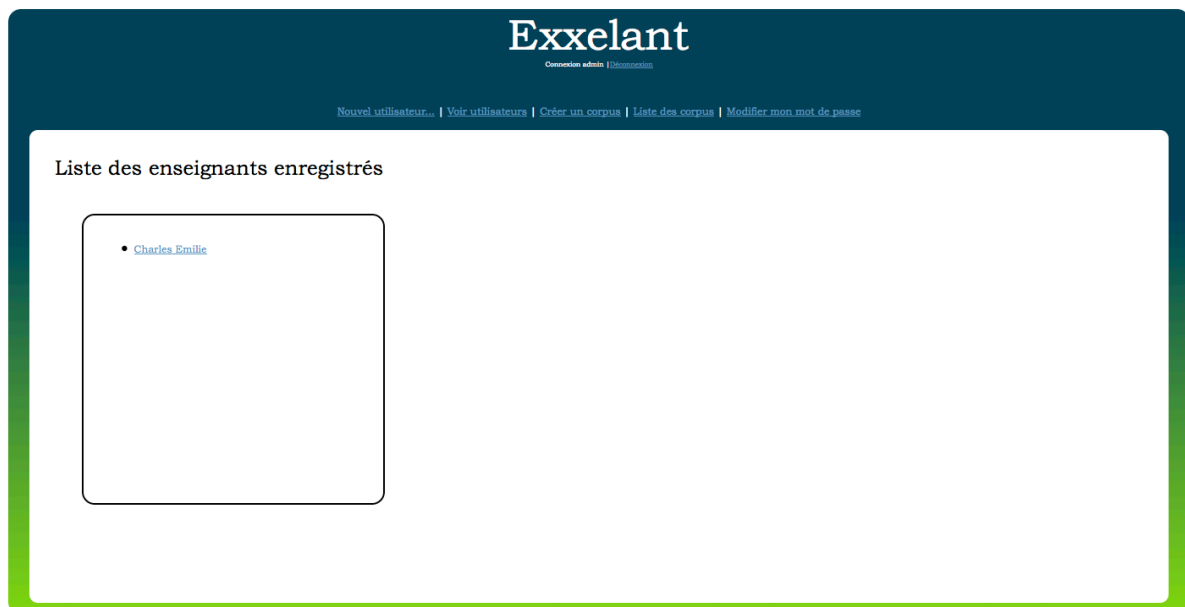 Exxelant
Connexion admin | Déconnexion
Nouvel utilisateur... | Voir utilisateurs | Créer un corpus | Liste des corpus | Modifier mon mot de passe
Liste des enseignants enregistrés
• Charles Emilie